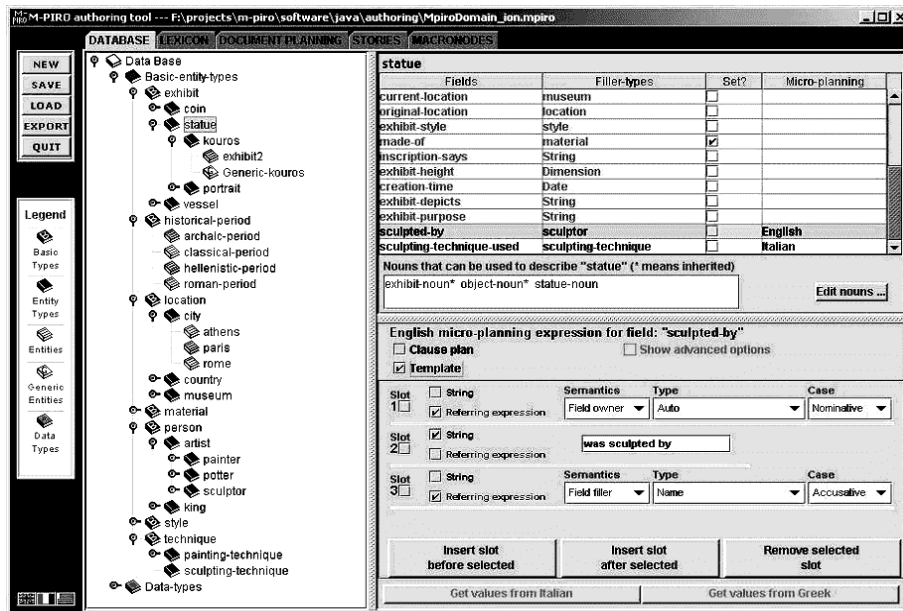 M-PIRO authoring tool --- F:\projects\m-piro\software\java\authoring\MpiroDomain_ion.mpiro
DATABASE LEXICON DOCUMENT PLANNING STORIES MACRONODES
NEW
SAVE
LOAD
EXPORT
QUIT
Legend
Basic
Types
Entity
Types
Entities
Generic
Entities
Data
Types
Data Base
Basic-entity-types
exhibit
coin
statue
kouros
exhibit2
Generic-kouros
portrait
vessel
historical-period
archaic-period
classical-period
hellenistic-period
roman-period
location
city
athens
paris
rome
country
museum
material
person
artist
painter
potter
sculptor
king
style
technique
painting-technique
sculpting-technique
Data-types
statue
Fields Filler-types Set? Micro-planning
current-location museum
original-location location
exhibit-style style
made-of material
inscription-says String
exhibit-height Dimension
creation-time Date
exhibit-depicts String
exhibit-purpose String
sculpted-by sculptor English
sculpting-technique-used sculpting-technique Italian
Nouns that can be used to describe "statue" (* means inherited)
exhibit-noun* object-noun* statue-noun
Edit nouns ...
English micro-planning expression for field: "sculpted-by"
Clause plan Show advanced options
Template
Slot 1 String Semantics Type Case
Referring expression Field owner Auto Nominative
Slot 2 String was sculpted by
Referring expression
Slot 3 String Semantics Type Case
Referring expression Field filler Name Accusative
Insert slot before selected
Insert slot after selected
Remove selected slot
Get values from Italian Get values from Greek